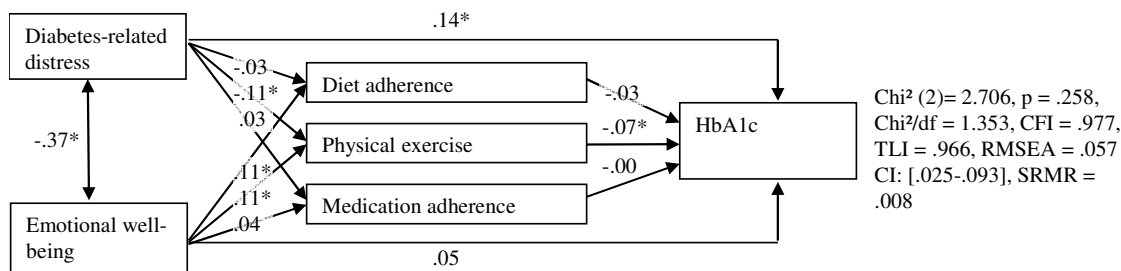 .14*
Diabetes-related
distress
-.03
-.11*
.03
Diet adherence
-.03
HbA1c
-.37*
Physical exercise
-.07*
-.00
.11*
.11*
.04
Medication adherence
Emotional well-
being
.05
Chi² (2)= 2.706, p = .258,
Chi²/df = 1.353, CFI = .977,
TLI = .966, RMSEA = .057
CI: [.025-.093], SRMR =
.008